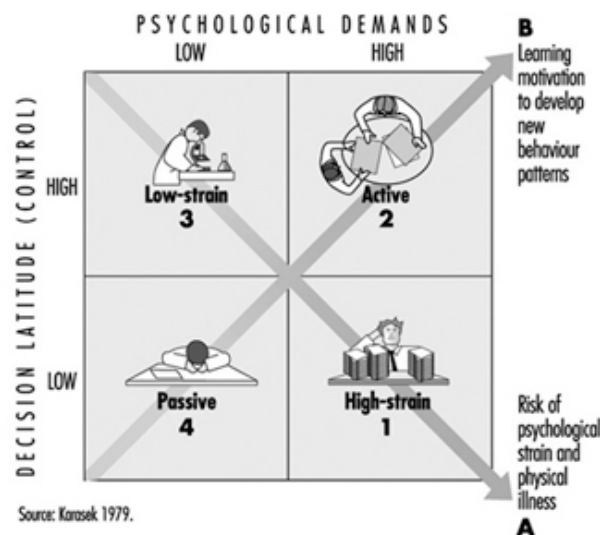 PSYCHOLOGICAL DEMANDS
LOW
HIGH
B
Learning
motivation
to develop
new
behaviour
patterns
DECISION LATITUDE (CONTROL)
HIGH
Low-strain
3
Active
2
LOW
Passive
4
High-strain
1
Risk of
psychological
strain and
physical
illness
A
Source: Karasek 1979.